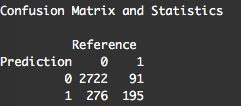 Confusion Matrix and Statistics
Reference
Prediction 0 1
0 2722 91
1 276 195